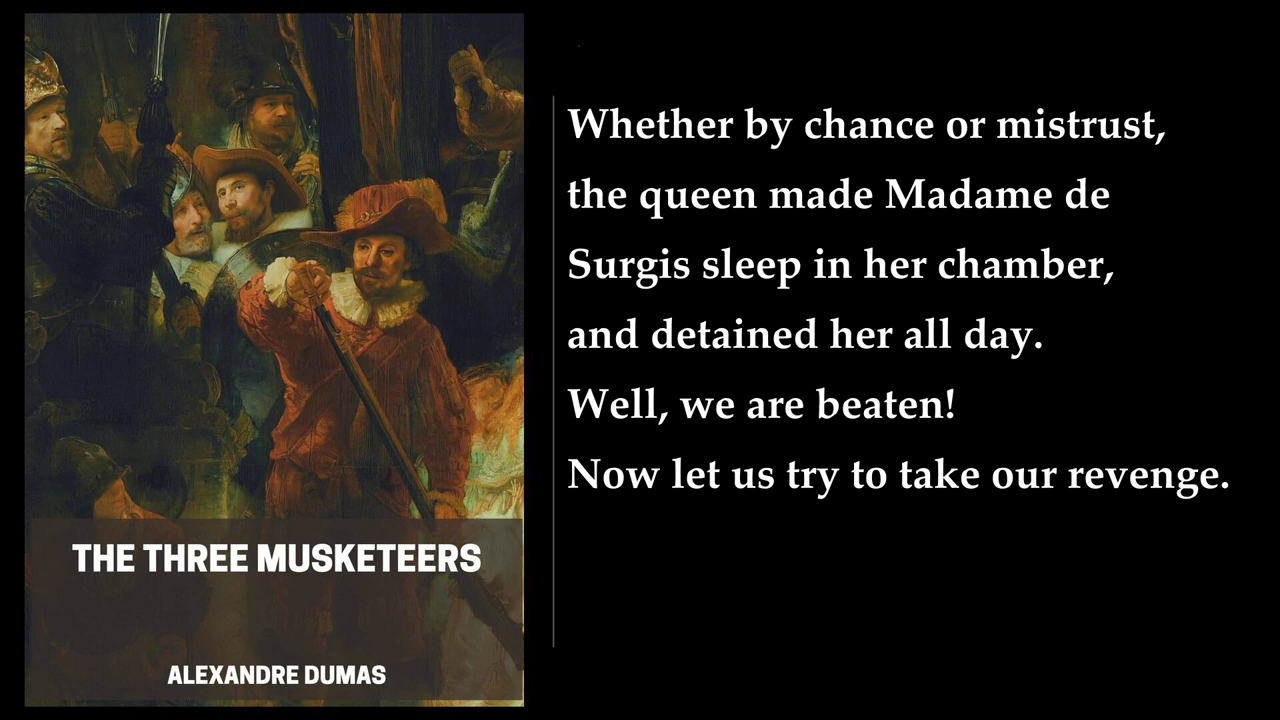 THE THREE MUSKETEERS
ALEXANDRE DUMAS
Whether by chance or mistrust,
the queen made Madame de
Surgis sleep in her chamber,
and detained her all day.
Well, we are beaten!
Now let us try to take our revenge.